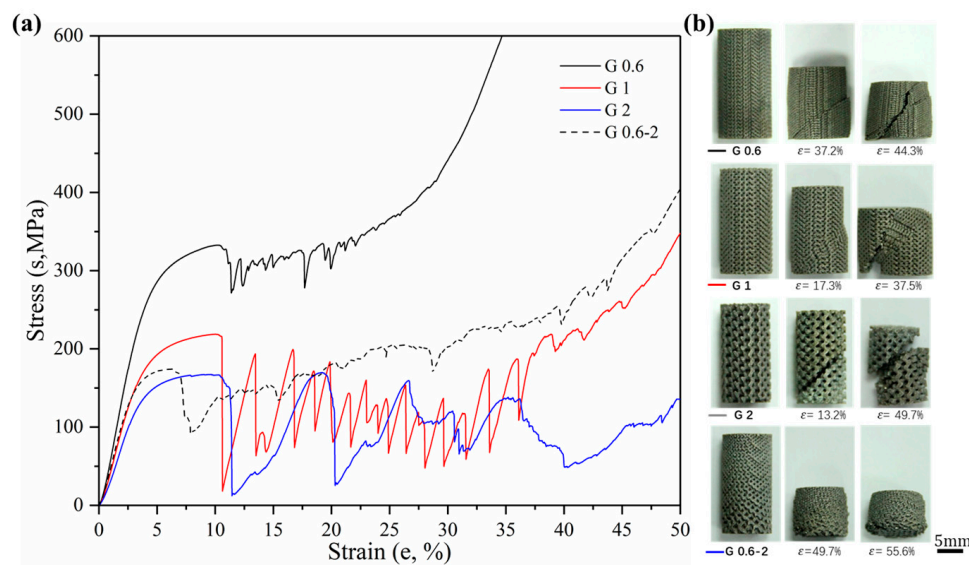 (a)
600
500
400
300
200
100
0
Stress (s,MPa)
0 5 10 15 20 25 30 35 40 45 50
Strain (e, %)
G 0.6
G 1
G 2
G 0.6-2
(b)
G 0.6 ε= 37.2% ε= 44.3%
G 1 ε= 17.3% ε= 37.5%
G 2 ε= 13.2% ε= 49.7%
G 0.6-2 ε=49.7% ε= 55.6%
5mm